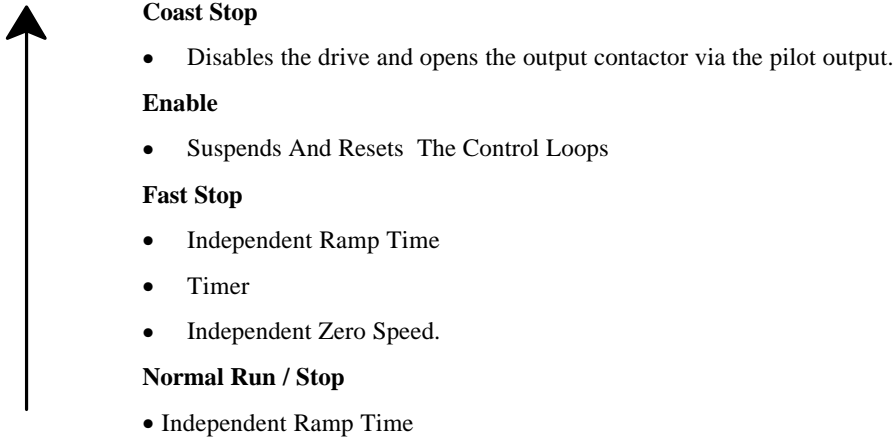 Coast Stop
• Disables the drive and opens the output contactor via the pilot output.
Enable
• Suspends And Resets The Control Loops
Fast Stop
• Independent Ramp Time
• Timer
• Independent Zero Speed.
Normal Run / Stop
• Independent Ramp Time